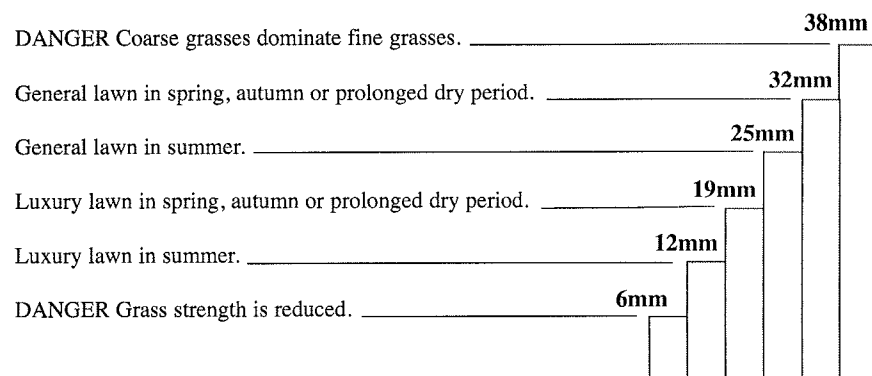 38mm
DANGER Coarse grasses dominate fine grasses.
32mm
General lawn in spring, autumn or prolonged dry period.
25mm
General lawn in summer.
19mm
Luxury lawn in spring, autumn or prolonged dry period.
12mm
Luxury lawn in summer.
6mm
DANGER Grass strength is reduced.